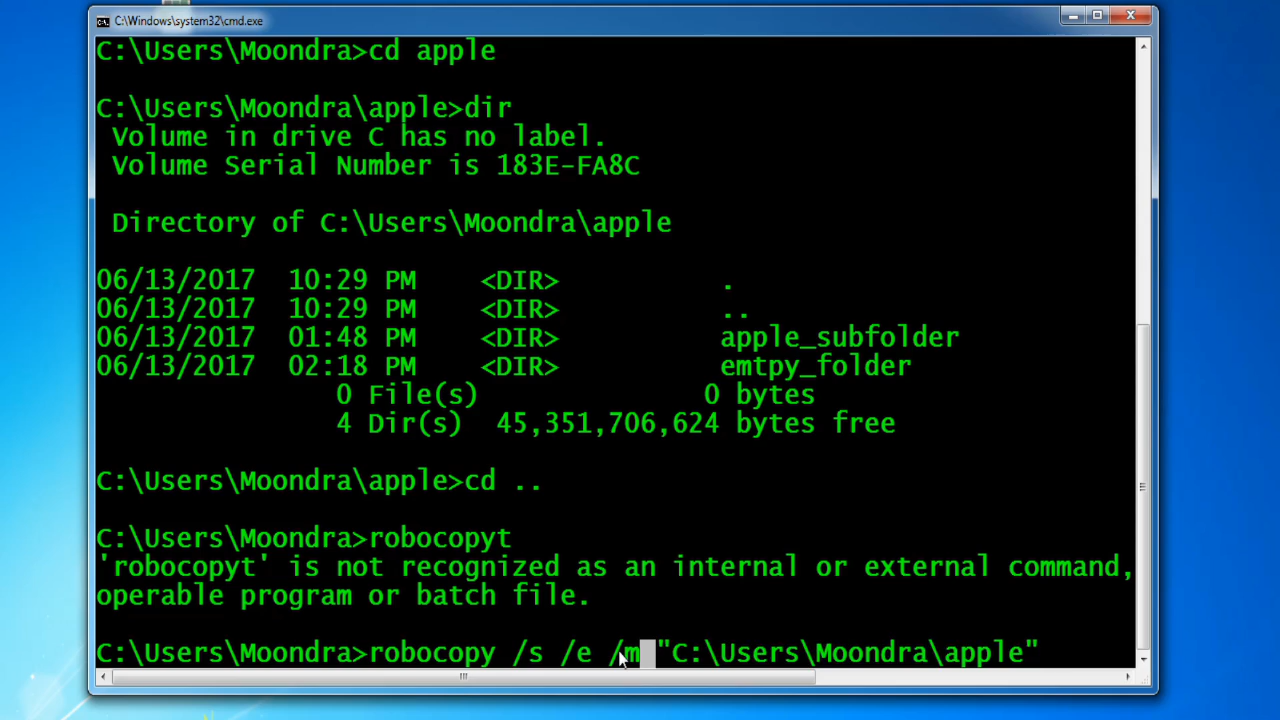 C:\Windows\system32\cmd.exe
C:\Users\Moondra>cd apple
C:\Users\Moondra\apple>dir
Volume in drive C has no label.
Volume Serial Number is 183E-FA8C
Directory of C:\Users\Moondra\apple
06/13/2017 10:29 PM <DIR> .
06/13/2017 10:29 PM <DIR> ..
06/13/2017 01:48 PM <DIR> apple_subfolder
06/13/2017 02:18 PM <DIR> emtpy_folder
0 File(s) 0 bytes
4 Dir(s) 45,351,706,624 bytes free
C:\Users\Moondra\apple>cd ..
C:\Users\Moondra>robocopyt
'robocopyt' is not recognized as an internal or external command,
operable program or batch file.
C:\Users\Moondra>robocopy /s /e /m "C:\Users\Moondra\apple"